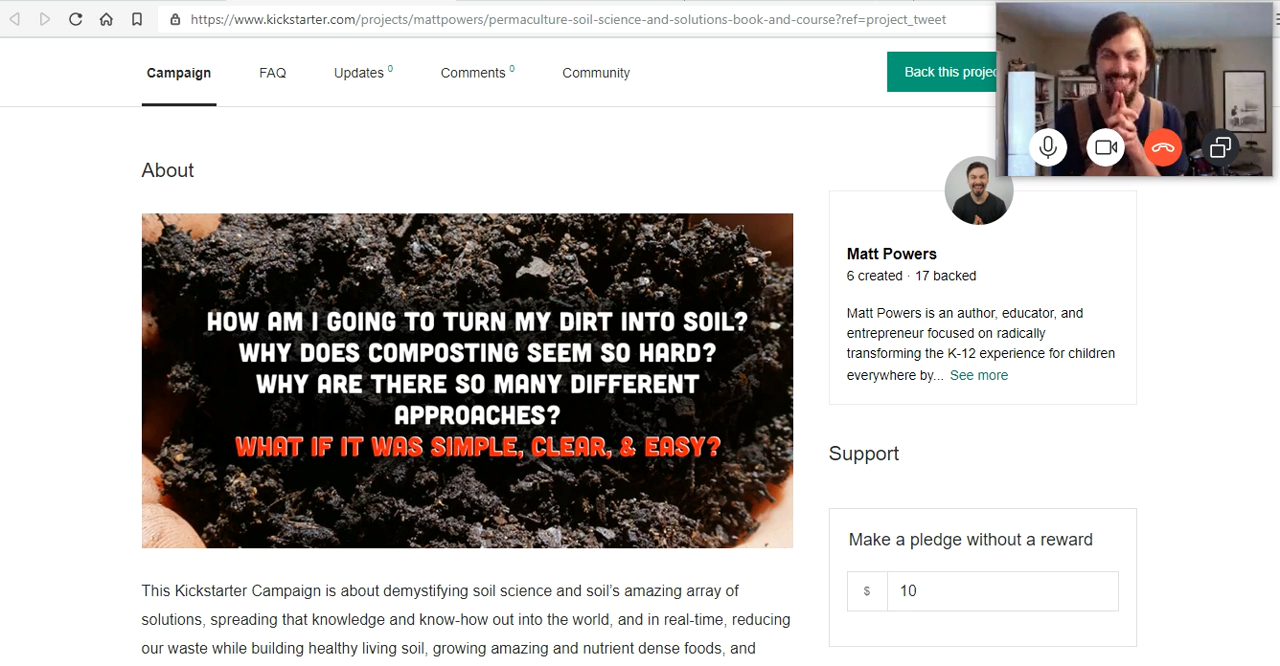 https://www.kickstarter.com/projects/mattpowers/permaculture-soil-science-and-solutions-book-and-course?ref=project_tweet
Campaign FAQ Updates 0 Comments 0 Community
Back this projec
About
HOW AM I GOING TO TURN MY DIRT INTO SOIL?
WHY DOES COMPOSTING SEEM SO HARD?
WHY ARE THERE SO MANY DIFFERENT
APPROACHES?
WHAT IF IT WAS SIMPLE, CLEAR, & EASY?
This Kickstarter Campaign is about demystifying soil science and soil’s amazing array of
solutions, spreading that knowledge and know-how out into the world, and in real-time, reducing
our waste while building healthy living soil, growing amazing and nutrient dense foods, and
Matt Powers
6 created · 17 backed
Matt Powers is an author, educator, and
entrepreneur focused on radically
transforming the K-12 experience for children
everywhere by... See more
Support
Make a pledge without a reward
$ 10